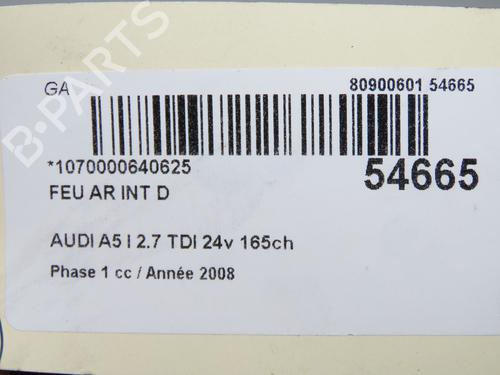 GA
80900601 54665
*1070000640625
54665
FEU AR INT D
AUDI A5 I 2.7 TDI 24v 165ch
Phase 1 cc / Année 2008
B-PARTS